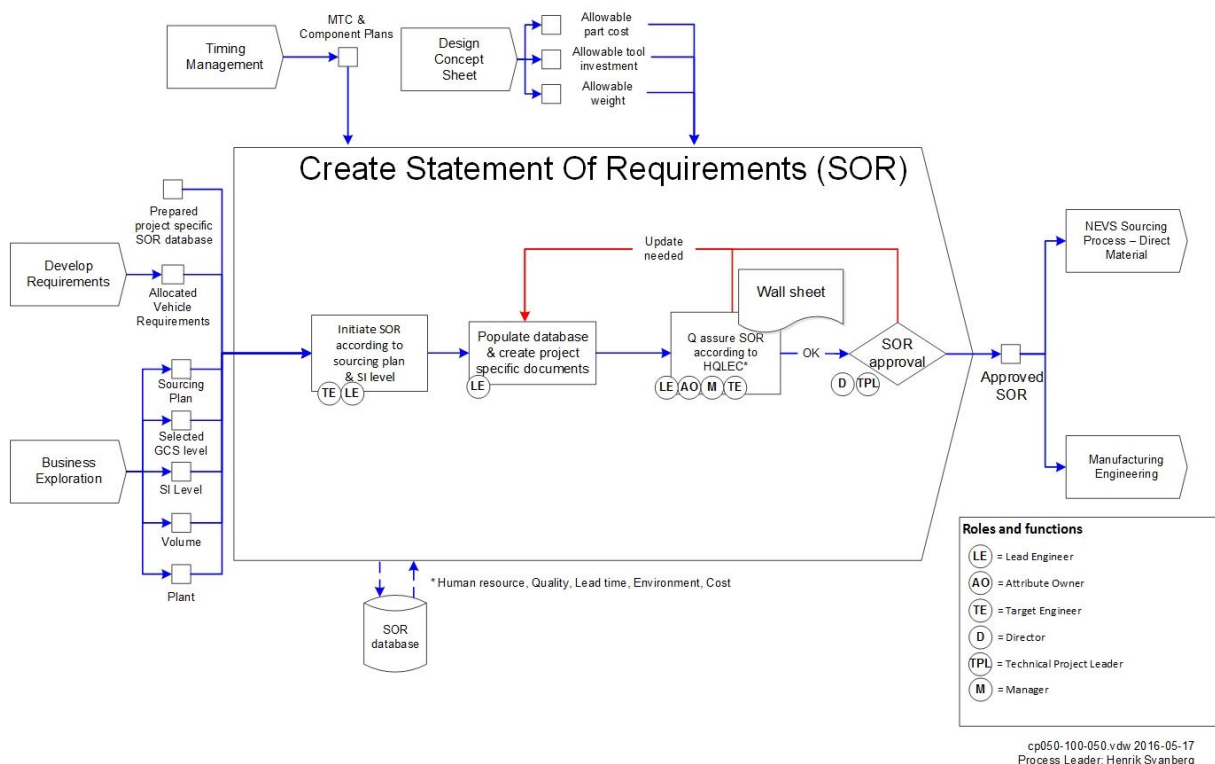 MTC &
Component Plans
Timing
Management
Design
Concept
Sheet
Allowable
part cost
Allowable tool
investment
Allowable
weight
Create Statement Of Requirements (SOR)
Prepared
project specific
SOR database
Develop
Requirements
Allocated
Vehicle
Requirements
Business
Exploration
Sourcing
Plan
Selected
GCS level
SI Level
Volume
Plant
Initiate SOR
according to
sourcing plan
& SI level
TE LE
Populate database
& create project
specific documents
LE
Update
needed
Wall sheet
Q assure SOR
according to
HQLEC*
LE AO M TE
OK
SOR
approval
D TPL
Approved
SOR
NEVS Sourcing
Process – Direct
Material
Manufacturing
Engineering
* Human resource, Quality, Lead time, Environment, Cost
SOR
database
Roles and functions
LE = Lead Engineer
AO = Attribute Owner
TE = Target Engineer
D = Director
TPL = Technical Project Leader
M = Manager
cp050-100-050.vdw 2016-05-17
Process Leader: Henrik Svanberg